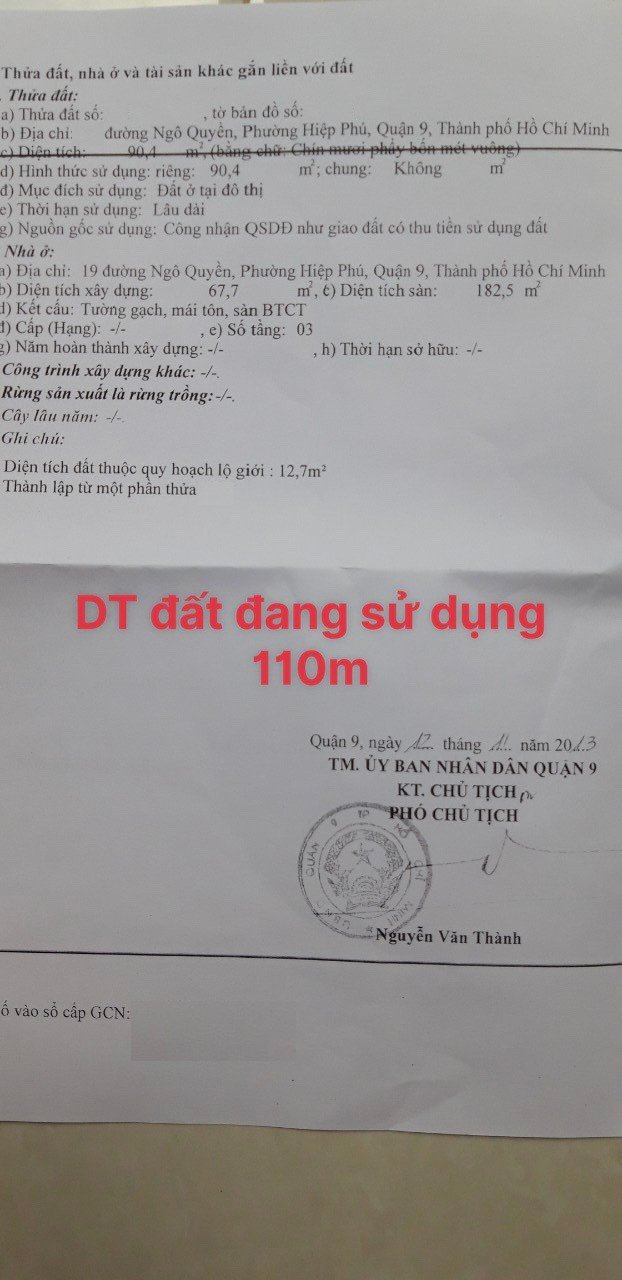 Thửa đất, nhà ở và tài sản khác gắn liền với đất
. Thửa đất:
a) Thửa đất số: , tờ bản đồ số:
b) Địa chỉ: đường Ngô Quyền, Phường Hiệp Phú, Quận 9, Thành phố Hồ Chí Minh
c) Diện tích: 90,4 m², (bằng chữ: Chín mươi phẩy bốn mét vuông)
d) Hình thức sử dụng: riêng: 90,4 m²; chung: Không m²
đ) Mục đích sử dụng: Đất ở tại đô thị
e) Thời hạn sử dụng: Lâu dài
g) Nguồn gốc sử dụng: Công nhận QSDĐ như giao đất có thu tiền sử dụng đất
Nhà ở:
a) Địa chỉ: 19 đường Ngô Quyền, Phường Hiệp Phú, Quận 9, Thành phố Hồ Chí Minh
b) Diện tích xây dựng: 67,7 m², c) Diện tích sàn: 182,5 m²
d) Kết cấu: Tường gạch, mái tôn, sàn BTCT
đ) Cấp (Hạng): -/- , e) Số tầng: 03
g) Năm hoàn thành xây dựng: -/- , h) Thời hạn sở hữu: -/-
Công trình xây dựng khác: -/-.
Rừng sản xuất là rừng trồng: -/-.
Cây lâu năm: -/-.
Ghi chú:
Diện tích đất thuộc quy hoạch lộ giới : 12,7m²
Thành lập từ một phần thửa
DT đất đang sử dụng
110m
Quận 9, ngày 12 tháng 11 năm 2013
TM. ỦY BAN NHÂN DÂN QUẬN 9
KT. CHỦ TỊCH
PHÓ CHỦ TỊCH
U.B.N.D QUẬN 9 TP HỒ CHÍ MINH
Nguyễn Văn Thành
ố vào sổ cấp GCN: